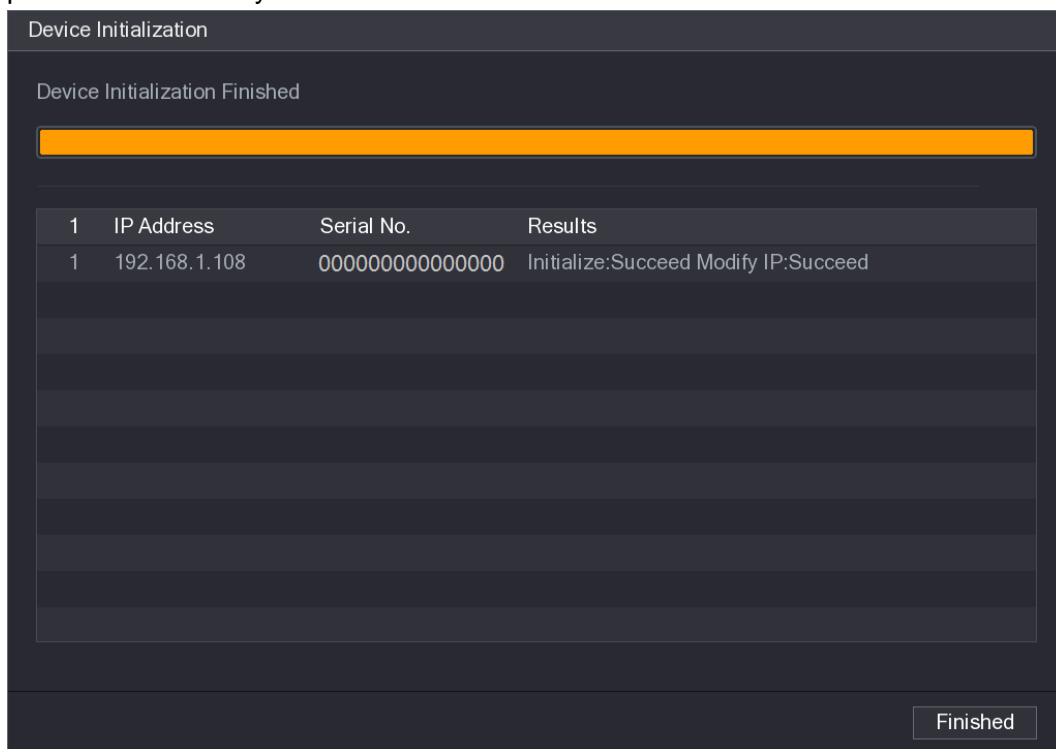 Device Initialization
Device Initialization Finished
1 IP Address Serial No. Results
1 192.168.1.108 000000000000000 Initialize:Succeed Modify IP:Succeed
Finished